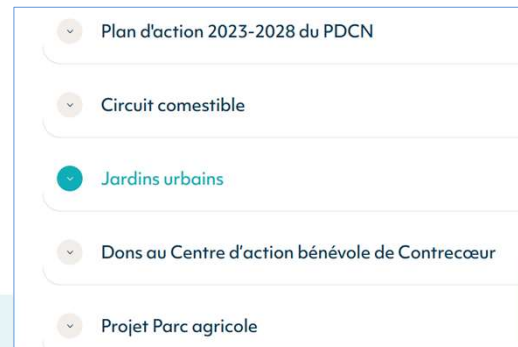 Plan d'action 2023-2028 du PDCN
Circuit comestible
Jardins urbains
Dons au Centre d’action bénévole de Contrecœur
Projet Parc agricole